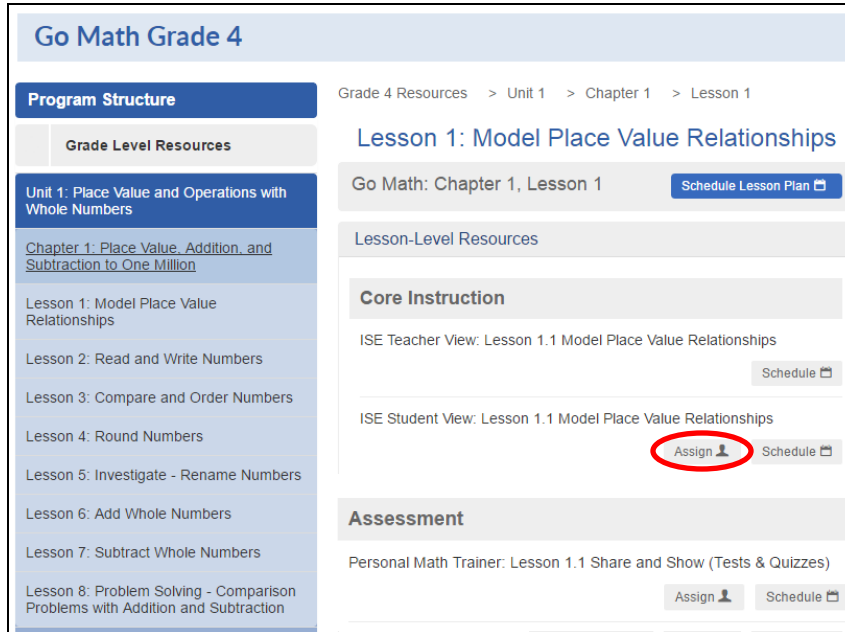 Go Math Grade 4
Program Structure
Grade Level Resources
Unit 1: Place Value and Operations with
Whole Numbers
Chapter 1: Place Value, Addition, and
Subtraction to One Million
Lesson 1: Model Place Value
Relationships
Lesson 2: Read and Write Numbers
Lesson 3: Compare and Order Numbers
Lesson 4: Round Numbers
Lesson 5: Investigate - Rename Numbers
Lesson 6: Add Whole Numbers
Lesson 7: Subtract Whole Numbers
Lesson 8: Problem Solving - Comparison
Problems with Addition and Subtraction
Grade 4 Resources > Unit 1 > Chapter 1 > Lesson 1
Lesson 1: Model Place Value Relationships
Go Math: Chapter 1, Lesson 1 Schedule Lesson Plan
Lesson-Level Resources
Core Instruction
ISE Teacher View: Lesson 1.1 Model Place Value Relationships
Schedule
ISE Student View: Lesson 1.1 Model Place Value Relationships
Assign Schedule
Assessment
Personal Math Trainer: Lesson 1.1 Share and Show (Tests & Quizzes)
Assign Schedule